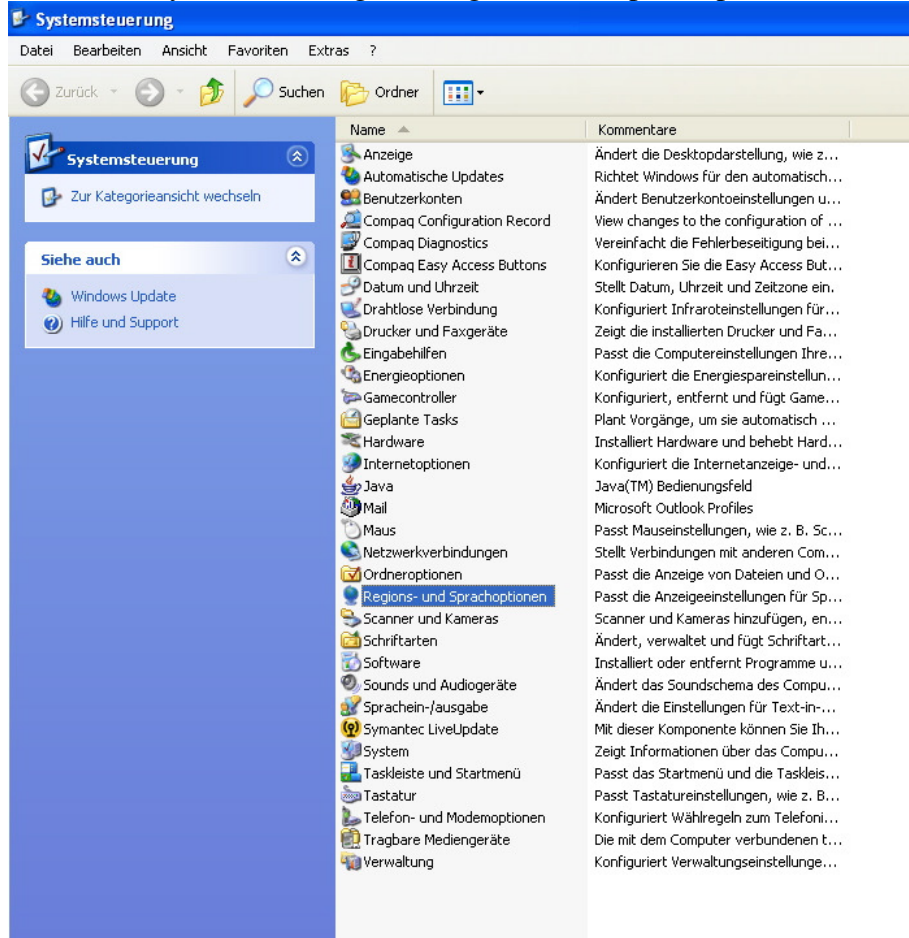 Systemsteuerung
Datei Bearbeiten Ansicht Favoriten Extras ?
Zurück Suchen Ordner
Systemsteuerung
Zur Kategorieansicht wechseln
Siehe auch
Windows Update
Hilfe und Support
Name Kommentare
Anzeige Ändert die Desktopdarstellung, wie z...
Automatische Updates Richtet Windows für den automatisch...
Benutzerkonten Ändert Benutzerkontoeinstellungen u...
Compaq Configuration Record View changes to the configuration of ...
Compaq Diagnostics Vereinfacht die Fehlerbeseitigung bei...
Compaq Easy Access Buttons Konfigurieren Sie die Easy Access But...
Datum und Uhrzeit Stellt Datum, Uhrzeit und Zeitzone ein.
Drahtlose Verbindung Konfiguriert Infraroteinstellungen für...
Drucker und Faxgeräte Zeigt die installierten Drucker und Fa...
Eingabehilfen Passt die Computereinstellungen Ihre...
Energieoptionen Konfiguriert die Energiespareinstellun...
Gamecontroller Konfiguriert, entfernt und fügt Game...
Geplante Tasks Plant Vorgänge, um sie automatisch ...
Hardware Installiert Hardware und behebt Hard...
Internetoptionen Konfiguriert die Internetanzeige- und...
Java Java(TM) Bedienungsfeld
Mail Microsoft Outlook Profiles
Maus Passt Mauseinstellungen, wie z. B. Sc...
Netzwerkverbindungen Stellt Verbindungen mit anderen Com...
Ordneroptionen Passt die Anzeige von Dateien und O...
Regions- und Sprachoptionen Passt die Anzeigeeinstellungen für Sp...
Scanner und Kameras Scanner und Kameras hinzufügen, en...
Schriftarten Ändert, verwaltet und fügt Schriftart...
Software Installiert oder entfernt Programme u...
Sounds und Audiogeräte Ändert das Soundschema des Compu...
Sprachein-/ausgabe Ändert die Einstellungen für Text-in-...
Symantec LiveUpdate Mit dieser Komponente können Sie Ih...
System Zeigt Informationen über das Compu...
Taskleiste und Startmenü Passt das Startmenü und die Taskleis...
Tastatur Passt Tastatureinstellungen, wie z. B...
Telefon- und Modemoptionen Konfiguriert Wählregeln zum Telefoni...
Tragbare Mediengeräte Die mit dem Computer verbundenen t...
Verwaltung Konfiguriert Verwaltungseinstellunge...